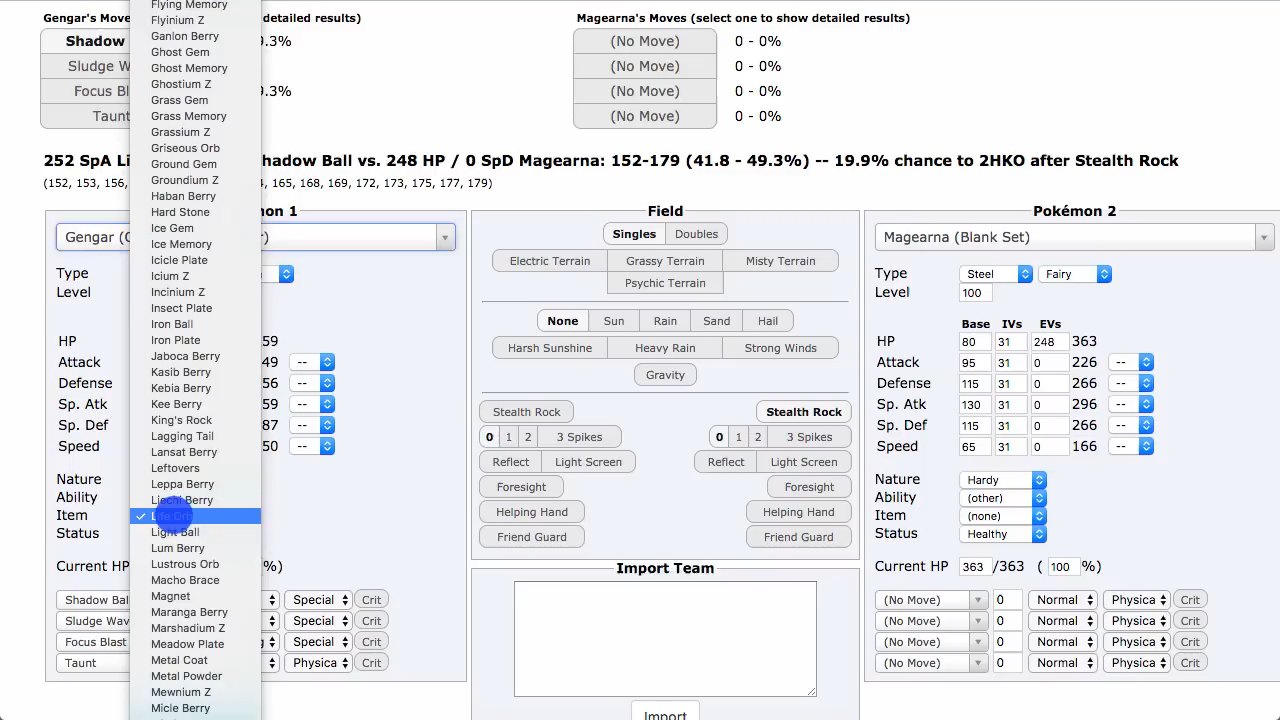 Gengar's Move detailed results)
Shadow 9.3%
Sludge W
Focus Bl 9.3%
Taunt
Magearna's Moves (select one to show detailed results)
(No Move) 0 - 0%
(No Move) 0 - 0%
(No Move) 0 - 0%
(No Move) 0 - 0%
252 SpA Li Shadow Ball vs. 248 HP / 0 SpD Magearna: 152-179 (41.8 - 49.3%) -- 19.9% chance to 2HKO after Stealth Rock
(152, 153, 156, 165, 168, 169, 172, 173, 175, 177, 179)
Flying Memory
Flyinium Z
Ganlon Berry
Ghost Gem
Ghost Memory
Ghostium Z
Grass Gem
Grass Memory
Grassium Z
Griseous Orb
Ground Gem
Groundium Z
Haban Berry
Hard Stone
Ice Gem
Ice Memory
Icicle Plate
Icium Z
Incinium Z
Insect Plate
Iron Ball
Iron Plate
Jaboca Berry
Kasib Berry
Kebia Berry
Kee Berry
King's Rock
Lagging Tail
Lansat Berry
Leftovers
Leppa Berry
Liechi Berry
Life Orb
Light Ball
Lum Berry
Lustrous Orb
Macho Brace
Magnet
Maranga Berry
Marshadium Z
Meadow Plate
Metal Coat
Metal Powder
Mewnium Z
Micle Berry
on 1
Gengar (
Type
Level
HP 59
Attack 49 --
Defense 56 --
Sp. Atk 59 --
Sp. Def 87 --
Speed 50 --
Nature
Ability
Item
Status
Current HP %)
Shadow Bal Special Crit
Sludge Wav Special Crit
Focus Blast Special Crit
Taunt Physica Crit
Field
Singles Doubles
Electric Terrain Grassy Terrain Misty Terrain
Psychic Terrain
None Sun Rain Sand Hail
Harsh Sunshine Heavy Rain Strong Winds
Gravity
Stealth Rock Stealth Rock
0 1 2 3 Spikes 0 1 2 3 Spikes
Reflect Light Screen Reflect Light Screen
Foresight Foresight
Helping Hand Helping Hand
Friend Guard Friend Guard
Import Team
Import
Pokémon 2
Magearna (Blank Set)
Type Steel Fairy
Level 100
Base IVs EVs
HP 80 31 248 363
Attack 95 31 0 226 --
Defense 115 31 0 266 --
Sp. Atk 130 31 0 296 --
Sp. Def 115 31 0 266 --
Speed 65 31 0 166 --
Nature Hardy
Ability (other)
Item (none)
Status Healthy
Current HP 363 /363 ( 100 %)
(No Move) 0 Normal Physica Crit
(No Move) 0 Normal Physica Crit
(No Move) 0 Normal Physica Crit
(No Move) 0 Normal Physica Crit